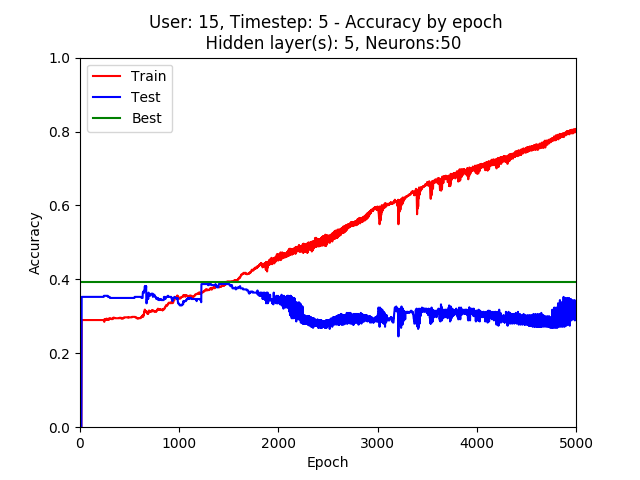 User: 15, Timestep: 5 - Accuracy by epoch
Hidden layer(s): 5, Neurons:50
1.0
Train
Test
Best
0.8
0.6
Accuracy
0.4
0.2
0.0
0 1000 2000 3000 4000 5000
Epoch